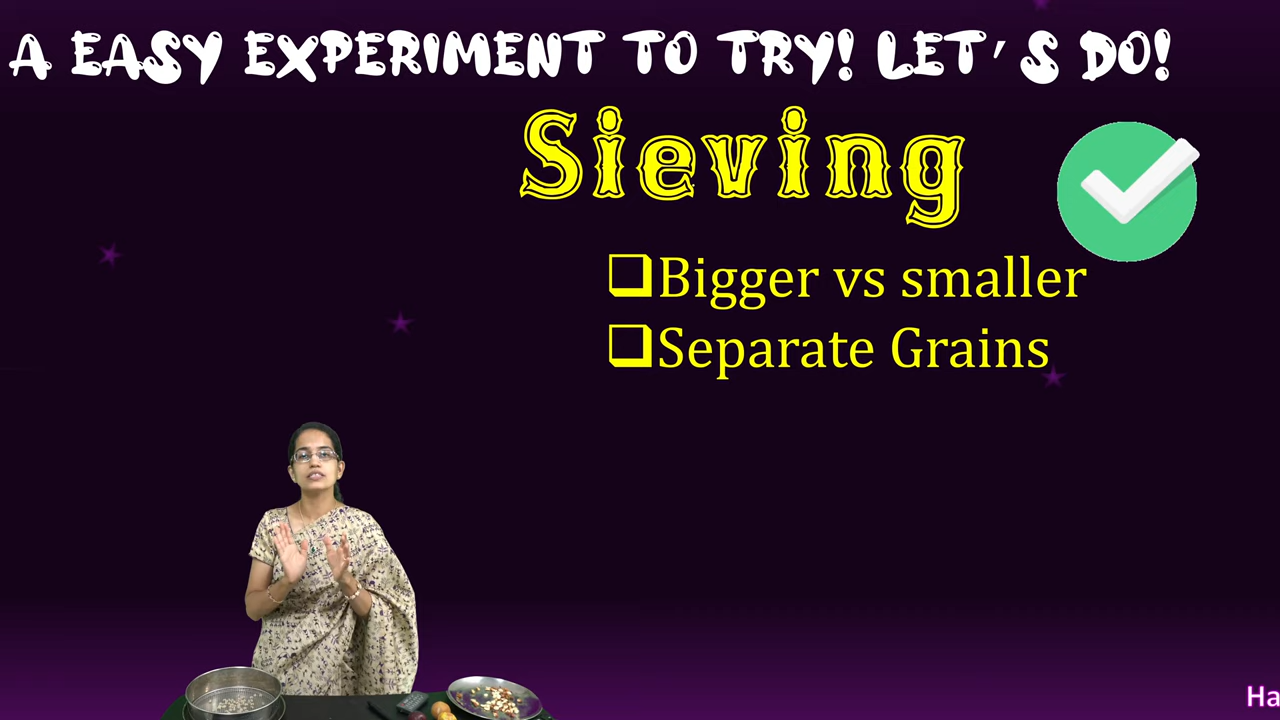 A EASY EXPERIMENT TO TRY! LET'S DO!
Sieving
Bigger vs smaller
Separate Grains